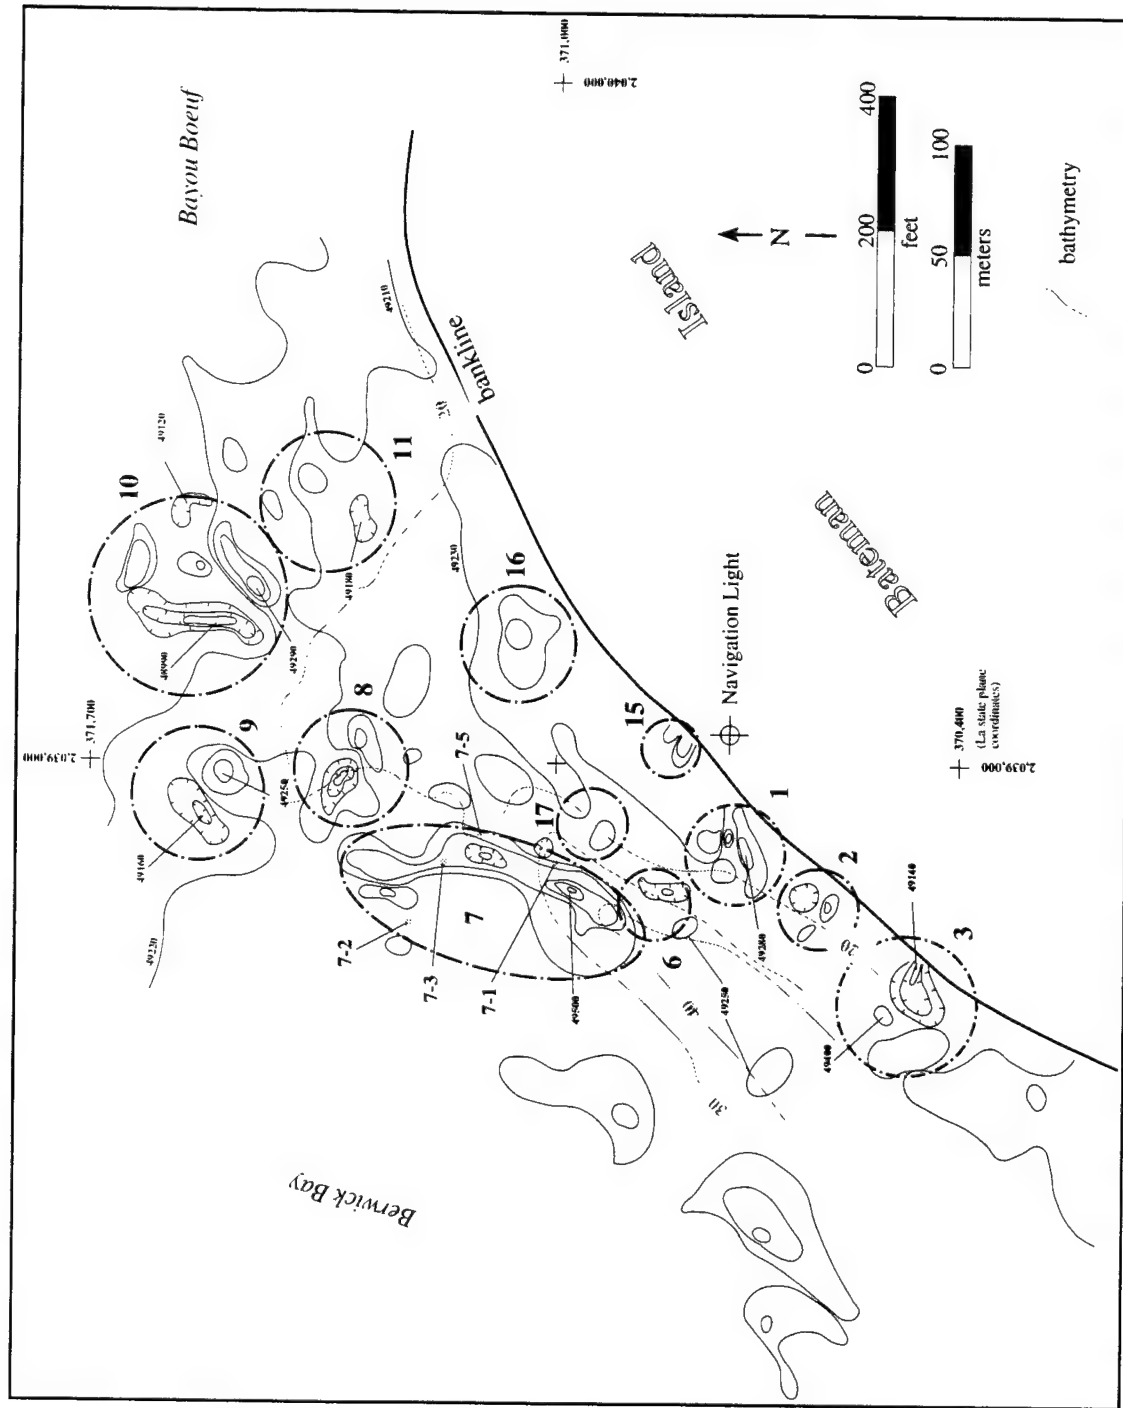 Bayou Boeuf
371,000
2,040,000
10
49120
11
49210
bankline
20
48990
49290
49180
49230
16
Island
N
0 200 400
feet
0 50 100
meters
bathymetry
Bateman
371,700
2,039,000
9
8
49250
49160
49220
7-5
7-2
7
7-3
7-1
49500
17
15
Navigation Light
370,400
(La state plane
coordinates)
2,039,000
1
2
6
49280
49250
40
30
20
49140
3
49400
Berwick Bay